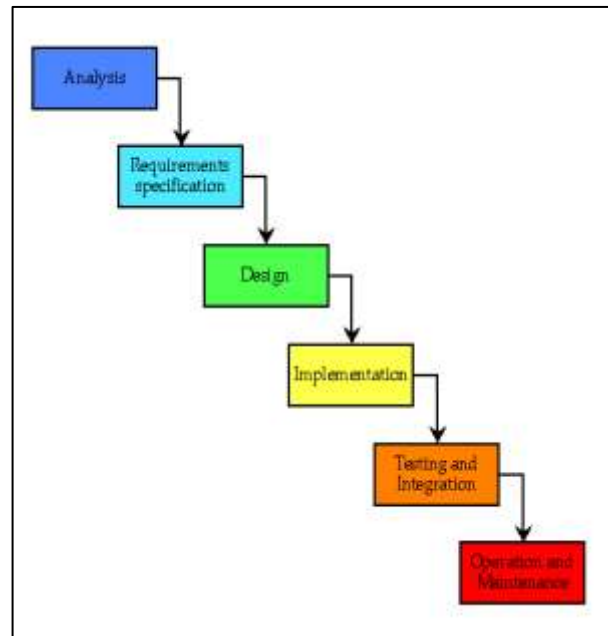 Analysis
Requirements
specification
Design
Implementation
Testing and
Integration
Operation and
Maintenance